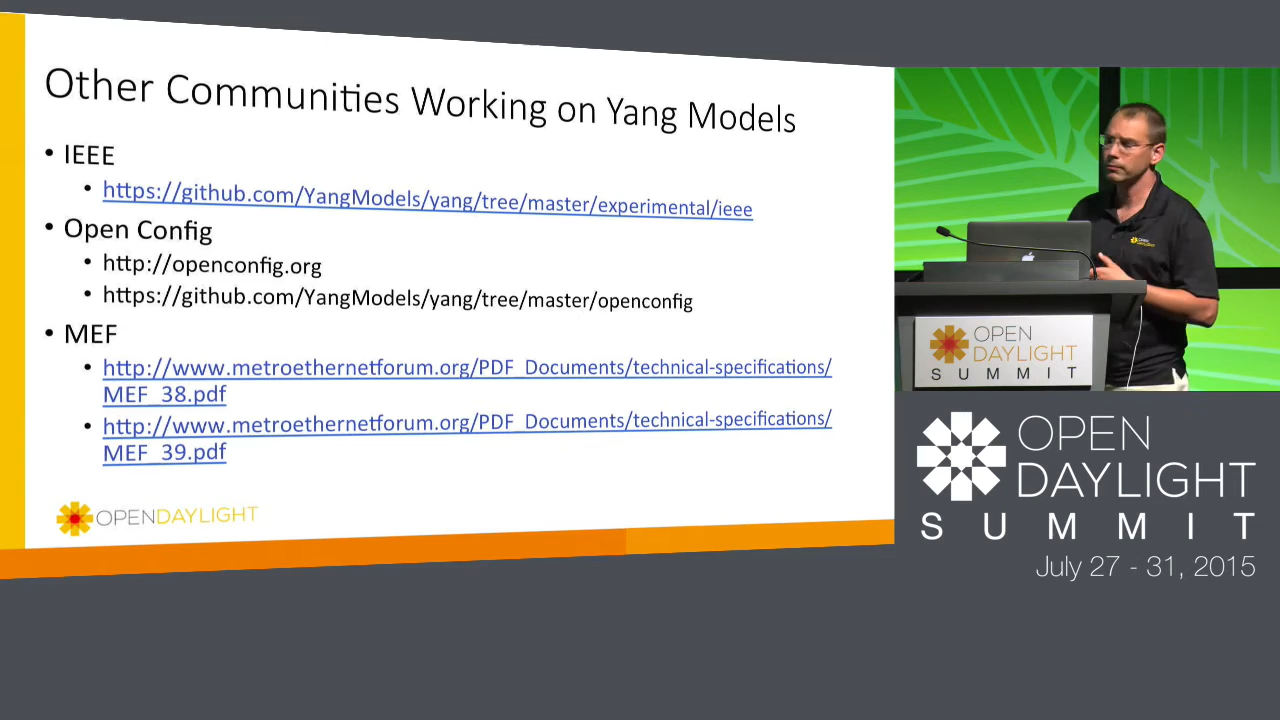 Other Communities Working on Yang Models
• IEEE
• https://github.com/YangModels/yang/tree/master/experimental/ieee
• Open Config
• http://openconfig.org
• https://github.com/YangModels/yang/tree/master/openconfig
• MEF
• http://www.metroethernetforum.org/PDF_Documents/technical-specifications/
MEF_38.pdf
• http://www.metroethernetforum.org/PDF_Documents/technical-specifications/
MEF_39.pdf
OPENDAYLIGHT
OPEN
DAYLIGHT
OPEN
DAYLIGHT
SUMMIT
OPEN
DAYLIGHT
SUMMIT
July 27 - 31, 2015